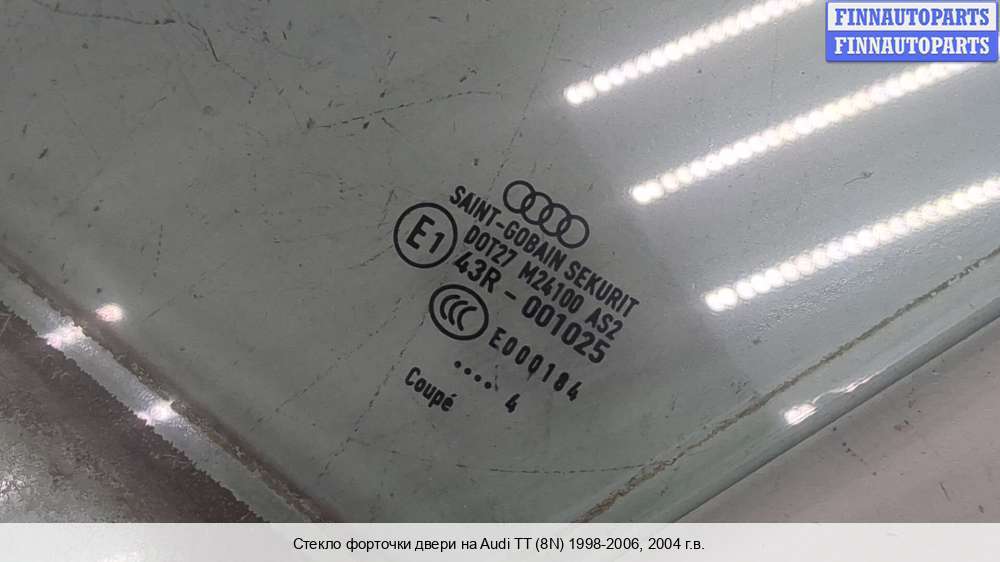 FINNAUTOPARTS
FINNAUTOPARTS
SAINT-GOBAIN SEKURIT
DOT27 M24100 AS2
E1
43R - 001025
CCC
E000184
.... 4
Coupé
Стекло форточки двери на Audi TT (8N) 1998-2006, 2004 г.в.